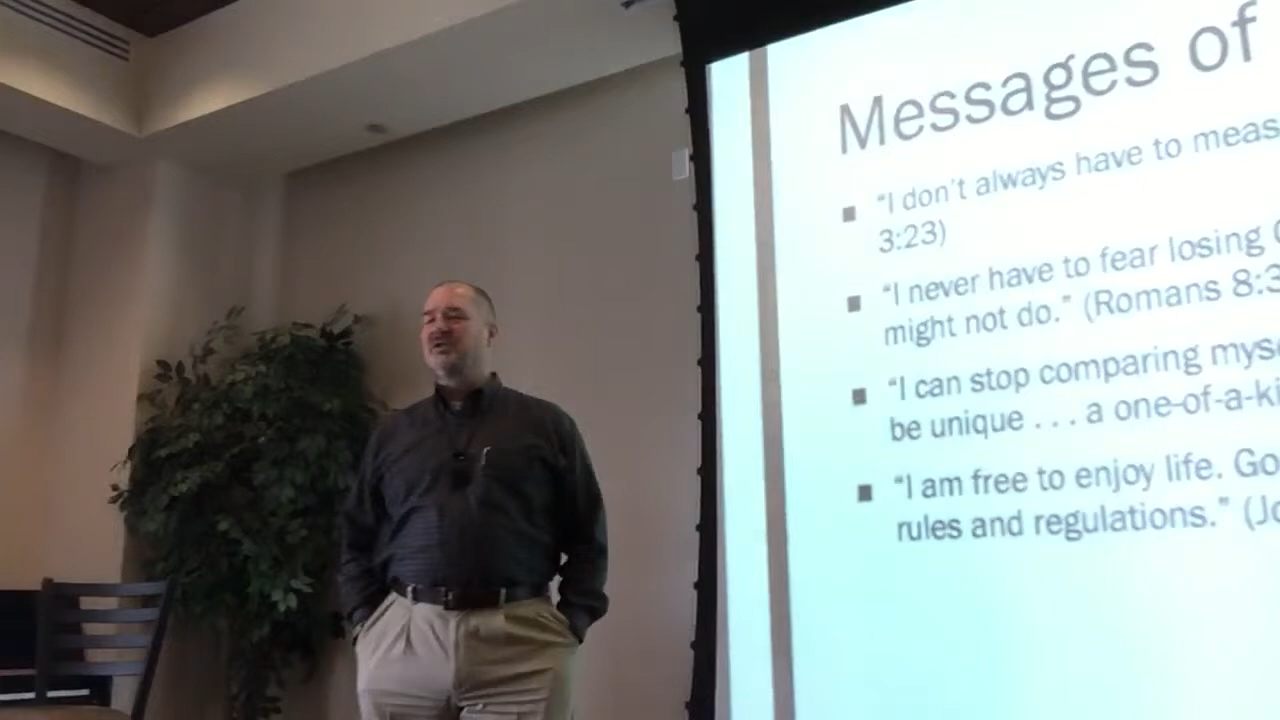 Messages of
▪ "I don't always have to meas
3:23)
▪ "I never have to fear losing
might not do." (Romans 8:3
▪ "I can stop comparing myse
be unique . . . a one-of-a-ki
▪ "I am free to enjoy life. Go
rules and regulations." (Jo